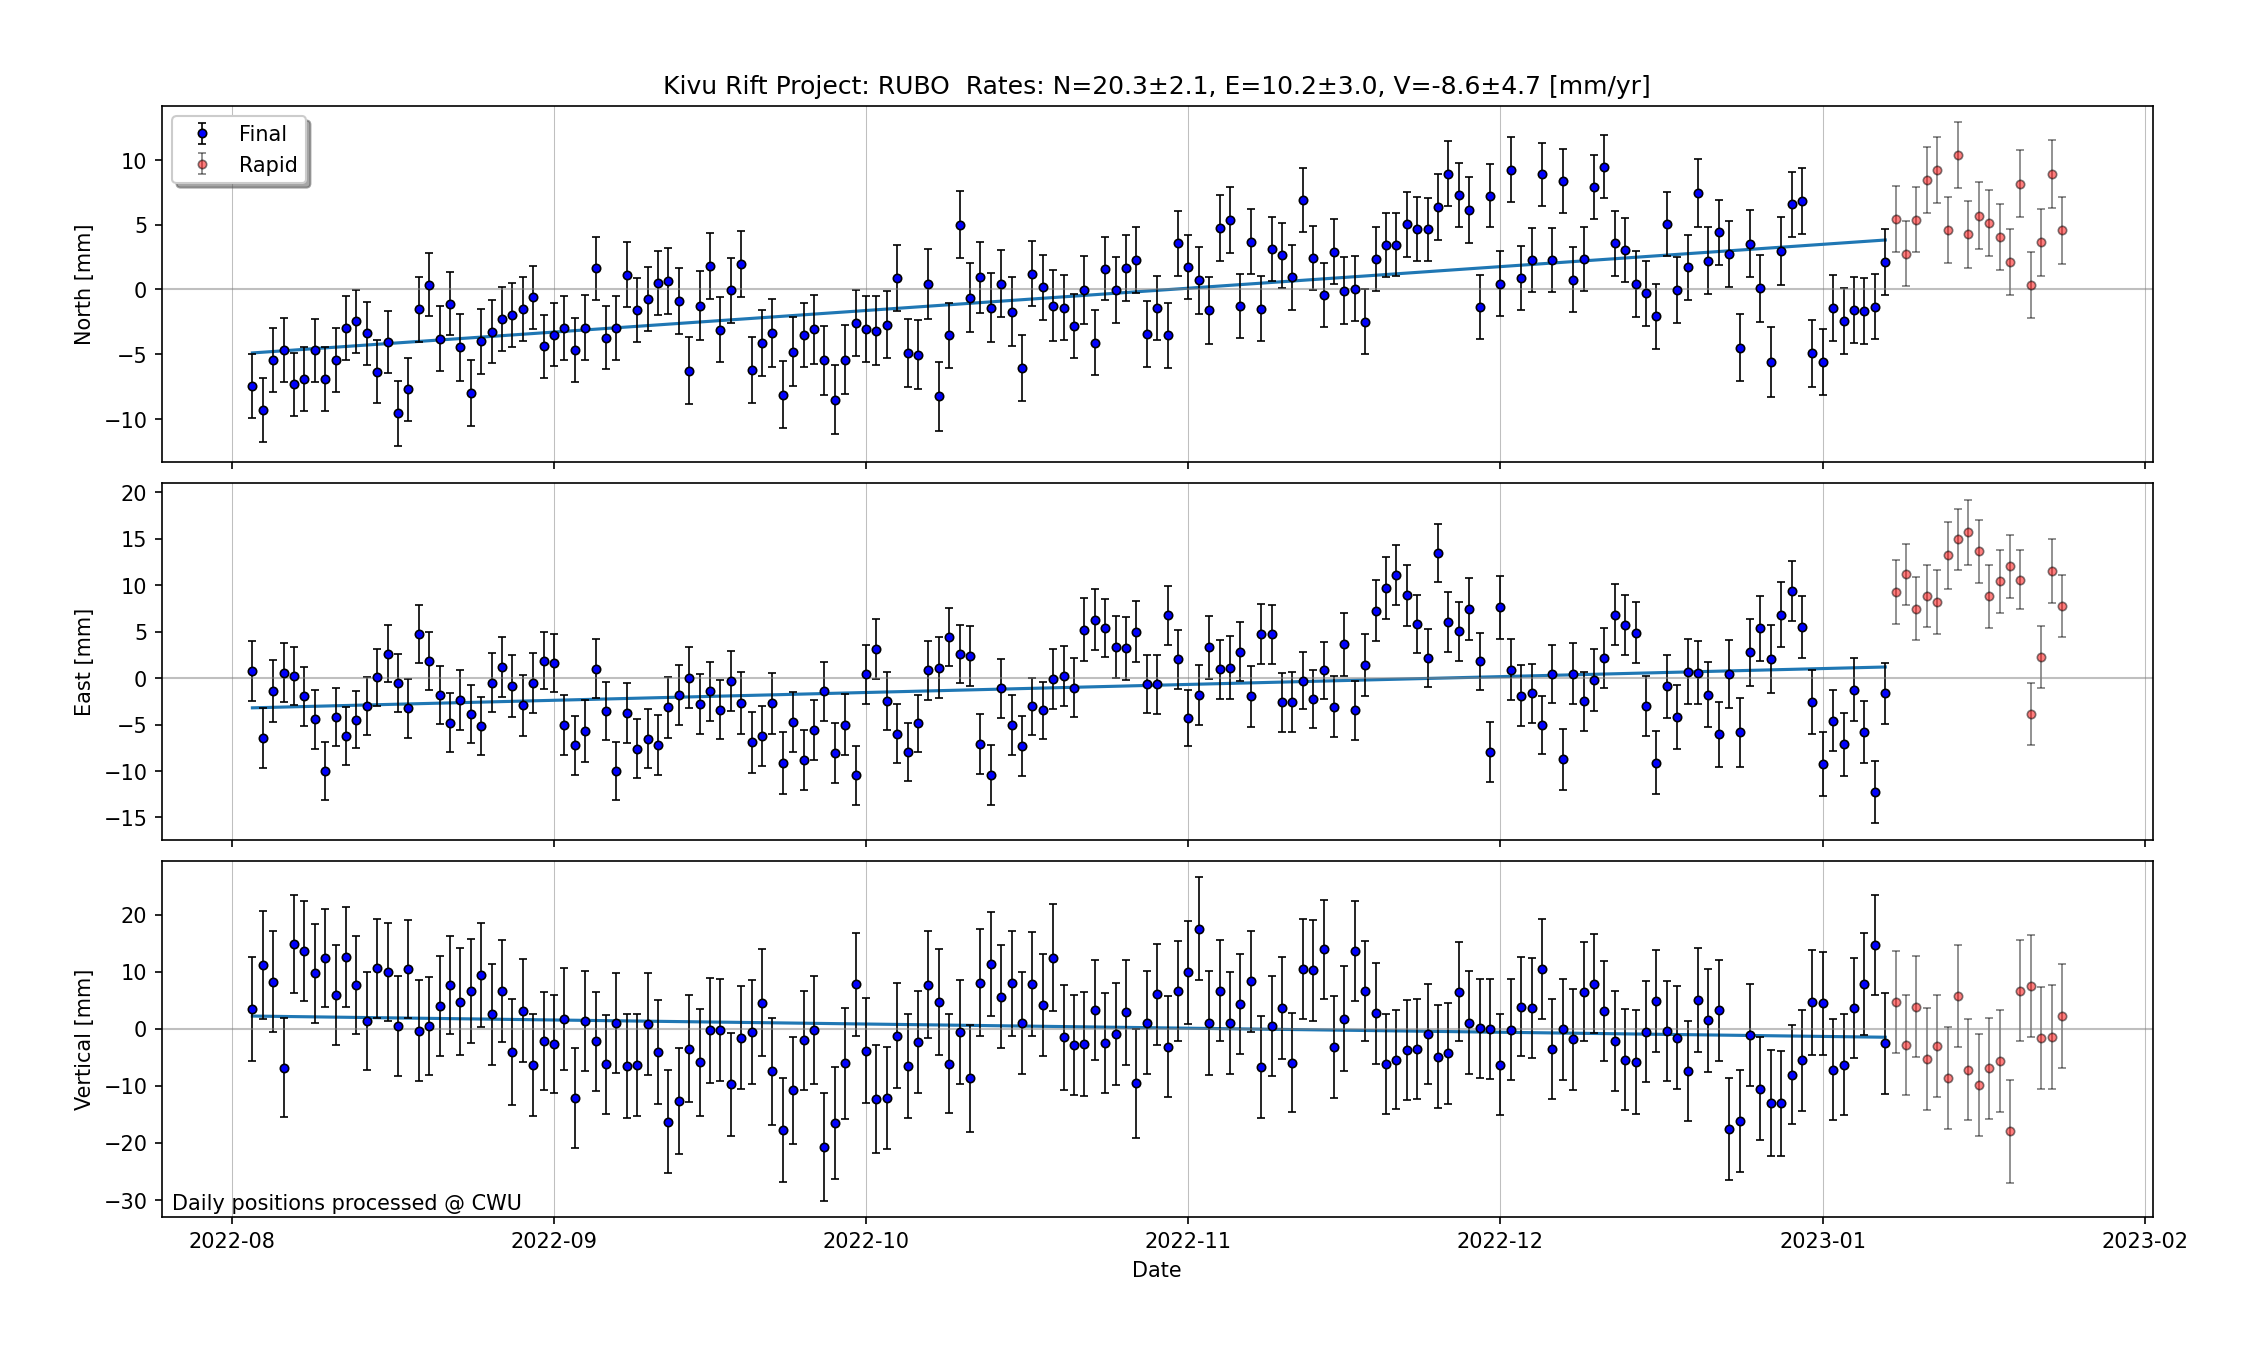 Kivu Rift Project: RUBO  Rates: N=20.3±2.1, E=10.2±3.0, V=-8.6±4.7 [mm/yr]
Final
Rapid
North [mm]
10
5
0
−5
−10
East [mm]
20
15
10
5
0
−5
−10
−15
Vertical [mm]
20
10
0
−10
−20
−30
Daily positions processed @ CWU
2022-08 2022-09 2022-10 2022-11 2022-12 2023-01 2023-02
Date